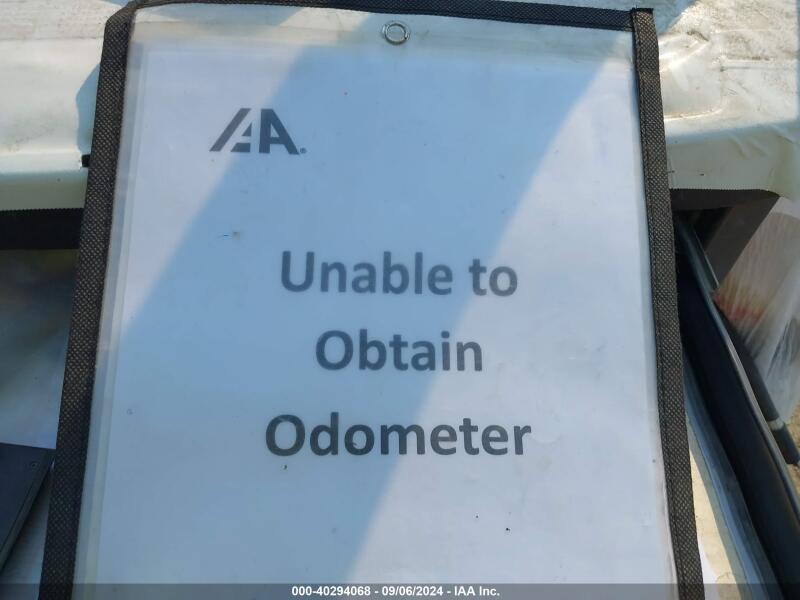 IAA.
Unable to
Obtain
Odometer
000-40294068 - 09/06/2024 - IAA Inc.